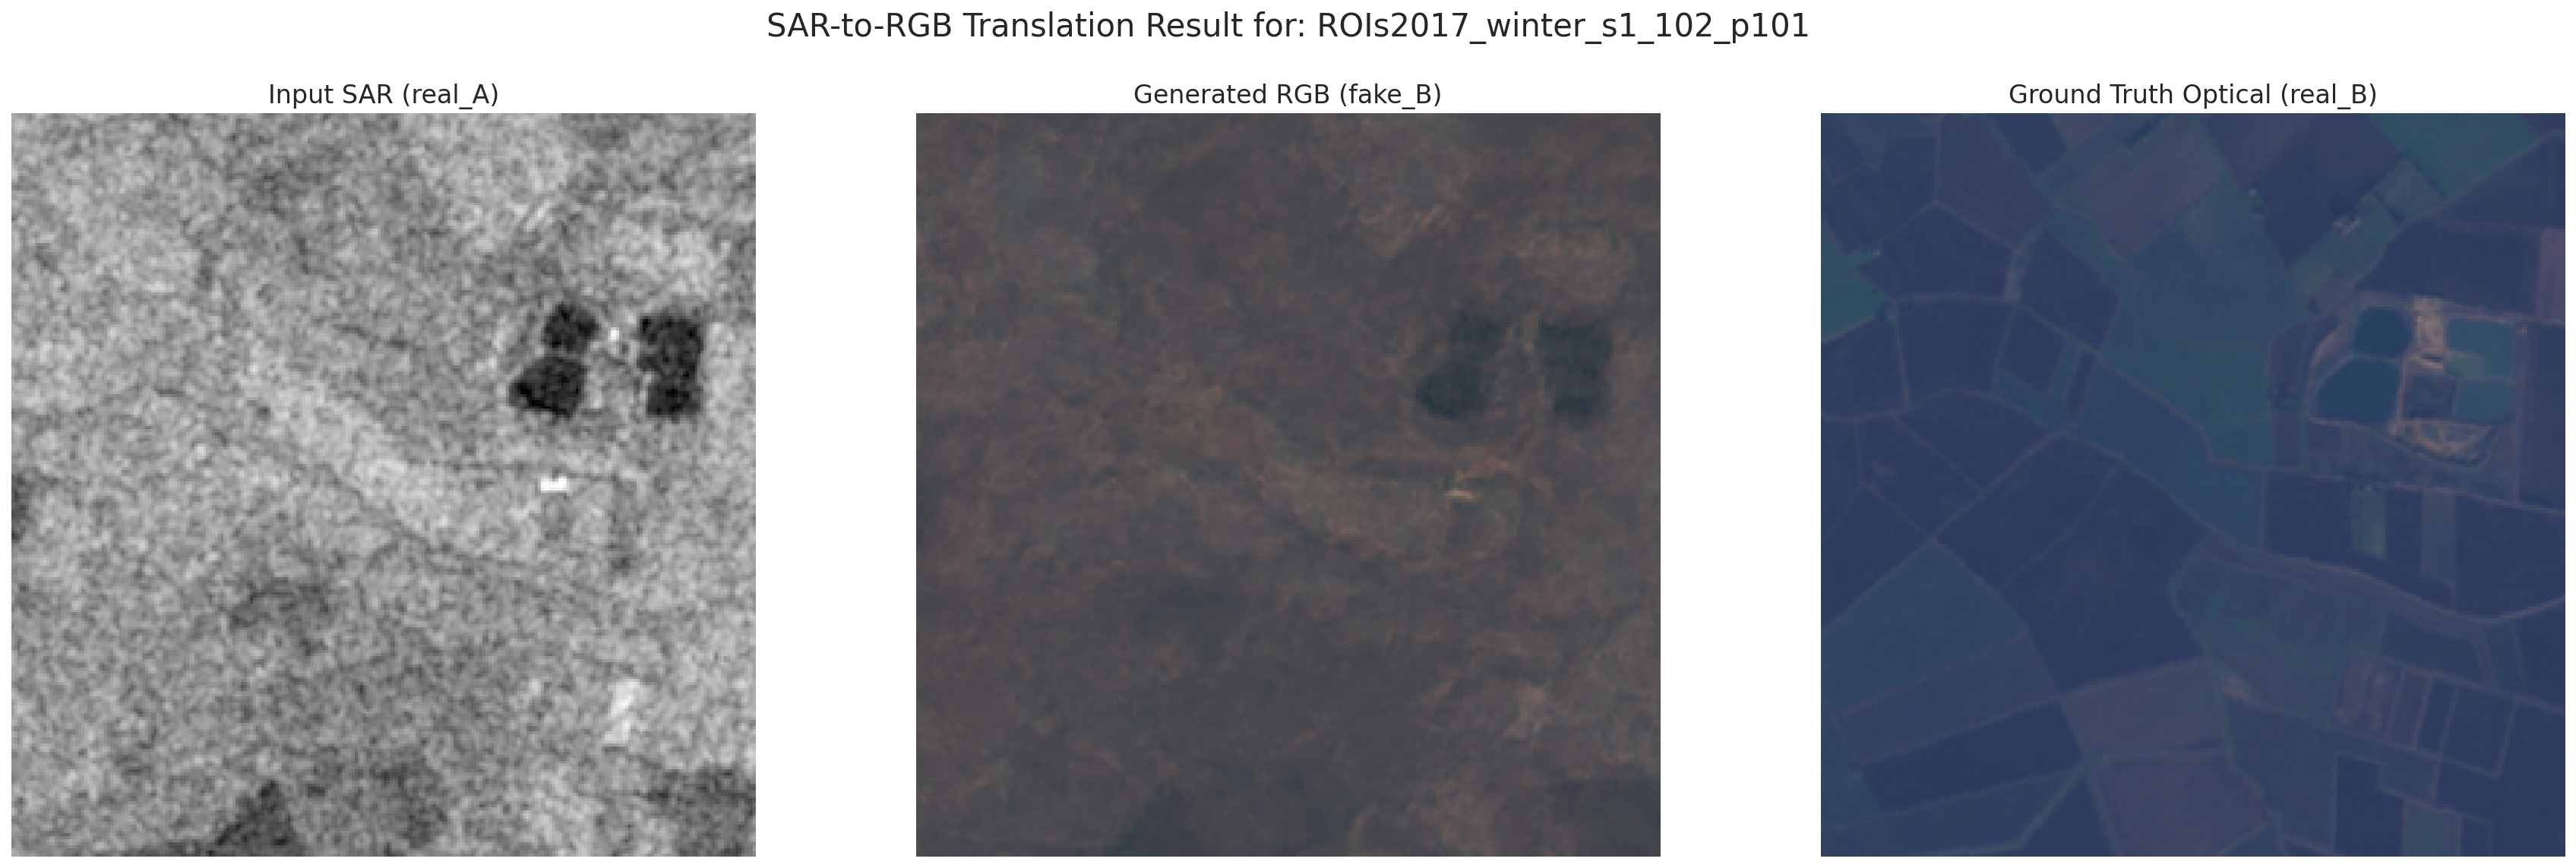 SAR-to-RGB Translation Result for: ROIs2017_winter_s1_102_p101
Input SAR (real_A)
Generated RGB (fake_B)
Ground Truth Optical (real_B)